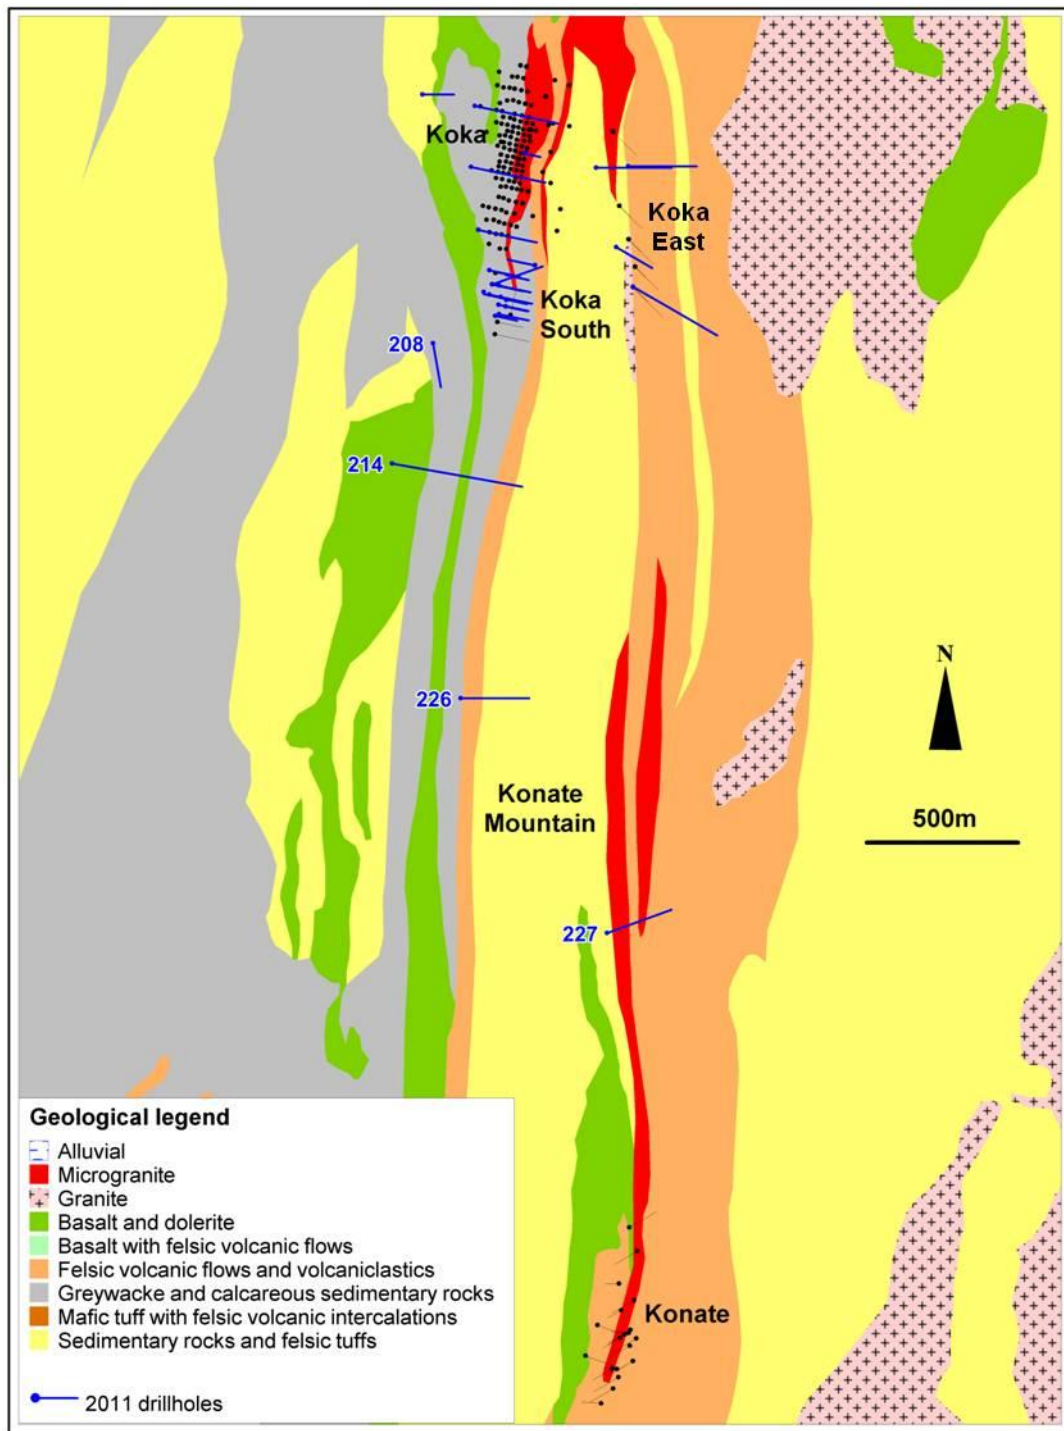 Koka
Koka
East
Koka
South
208
214
N
226
500m
Konate
Mountain
227
Geological legend
Alluvial
Microgranite
Granite
Basalt and dolerite
Basalt with felsic volcanic flows
Felsic volcanic flows and volcaniclastics
Greywacke and calcareous sedimentary rocks
Mafic tuff with felsic volcanic intercalations
Sedimentary rocks and felsic tuffs
2011 drillholes
Konate